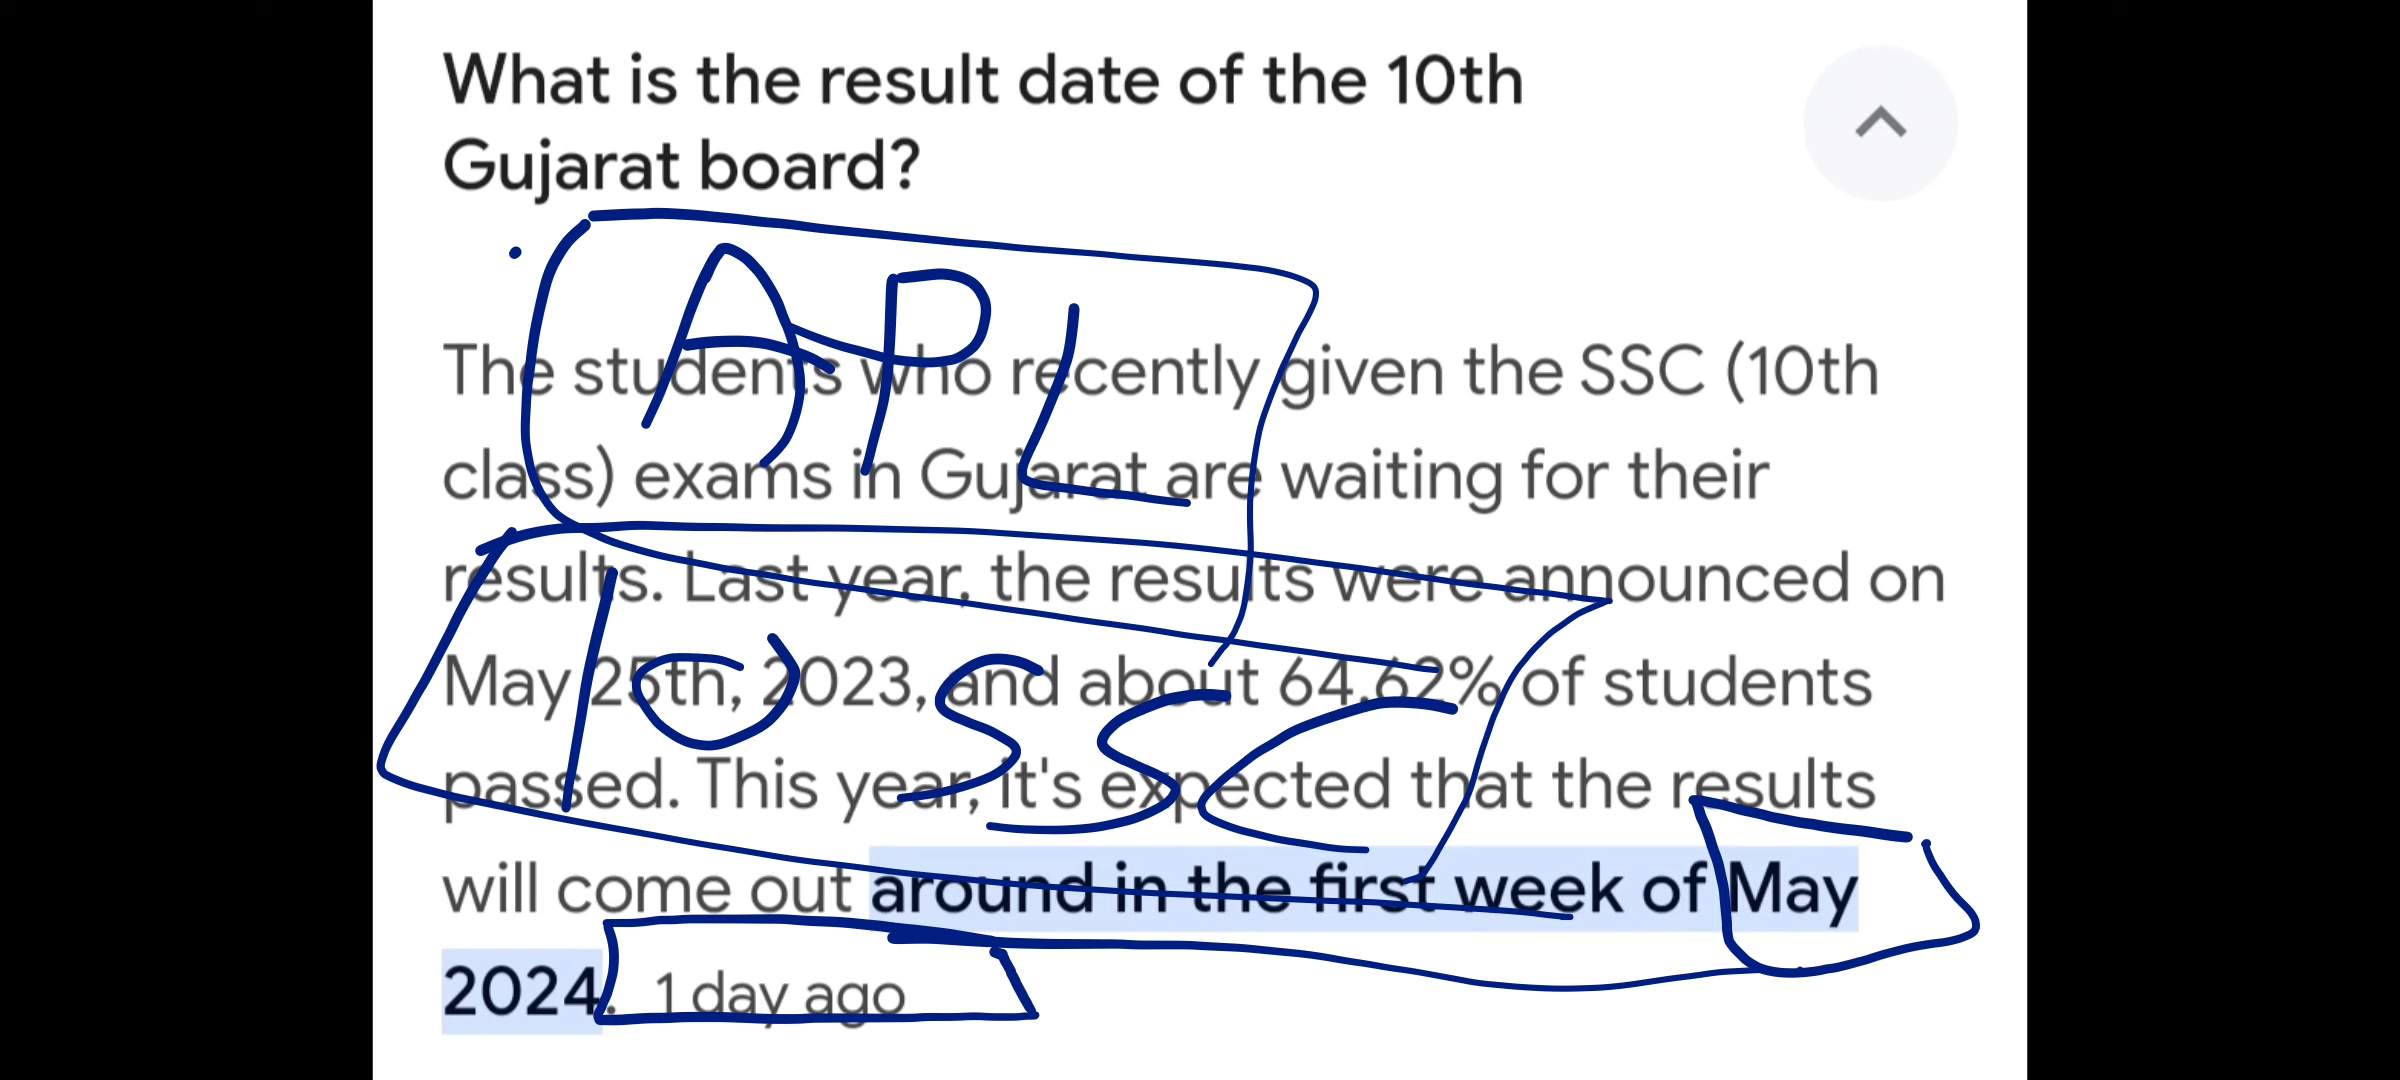 What is the result date of the 10th
Gujarat board?
APL
The students who recently given the SSC (10th
class) exams in Gujarat are waiting for their
results. Last year, the results were announced on
May 25th, 2023, and about 64.62% of students
10 SSC
passed. This year, it's expected that the results
will come out around in the first week of May
2024. 1 day ago